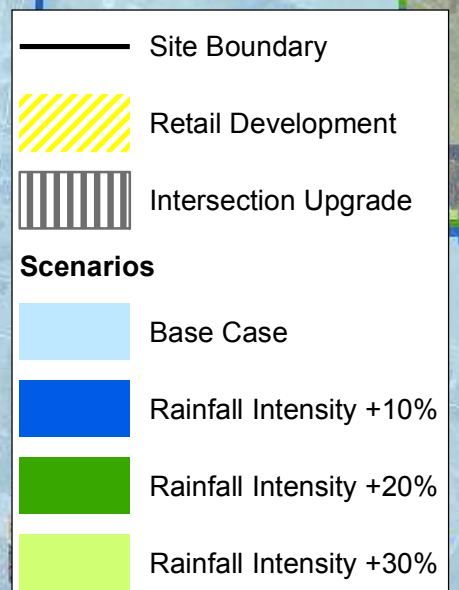 Site Boundary
Retail Development
Intersection Upgrade
Scenarios
Base Case
Rainfall Intensity +10%
Rainfall Intensity +20%
Rainfall Intensity +30%